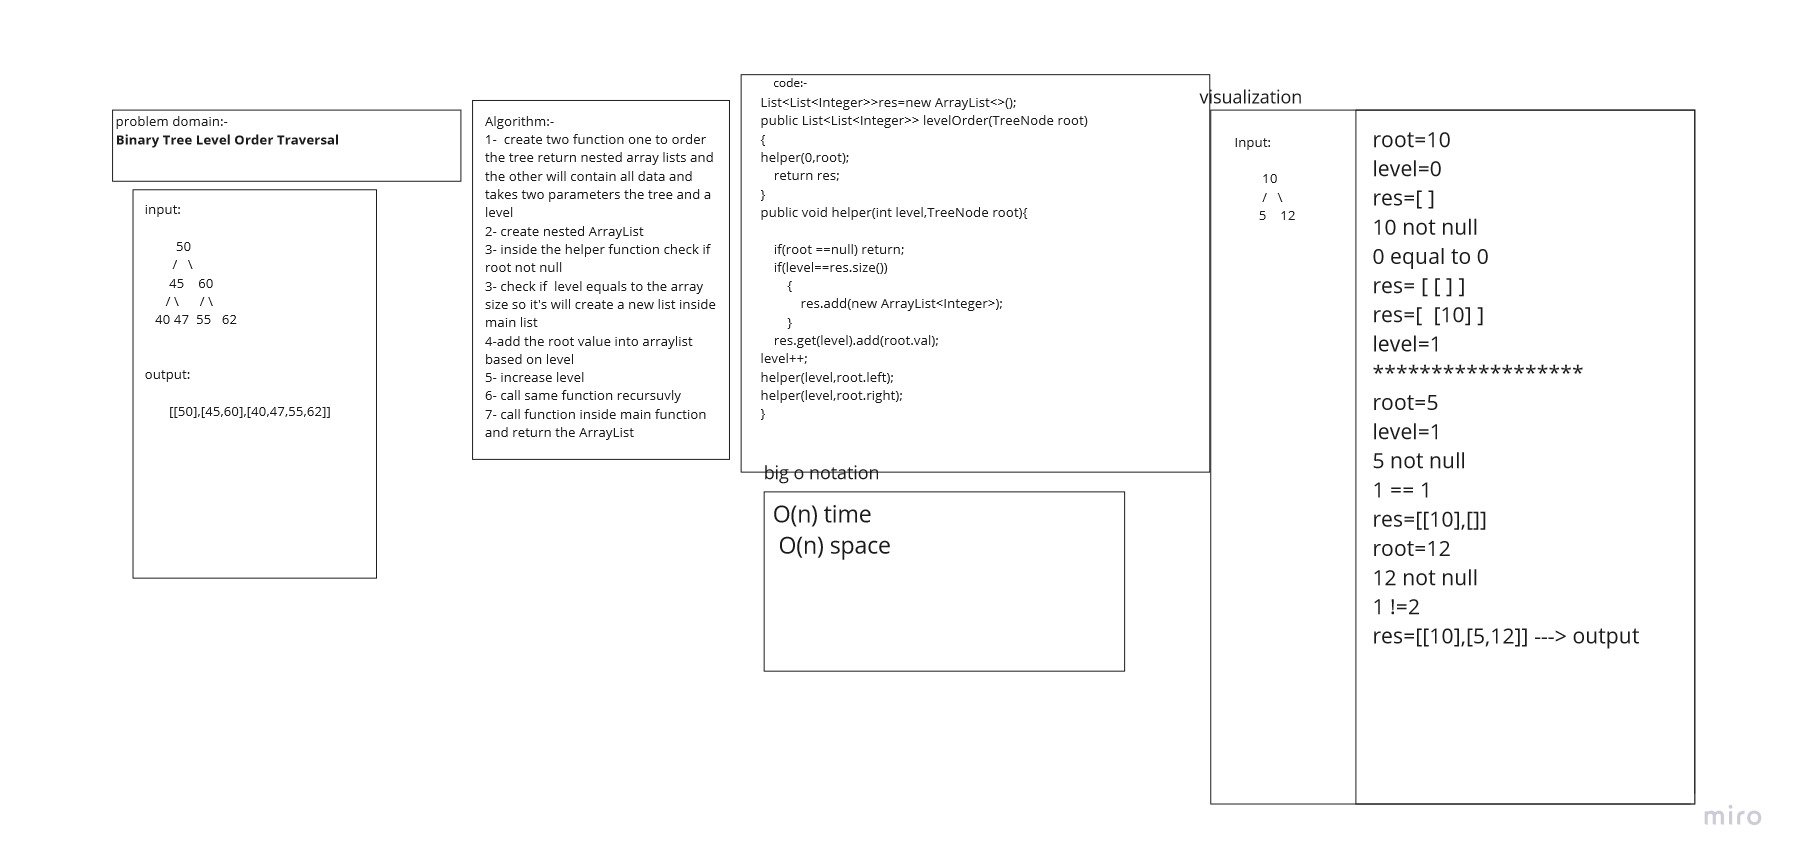 problem domain:-
Binary Tree Level Order Traversal
input:
50
/ \
45 60
/ \ / \
40 47 55 62
output:
[[50],[45,60],[40,47,55,62]]
Algorithm:-
1- create two function one to order
the tree return nested array lists and
the other will contain all data and
takes two parameters the tree and a
level
2- create nested ArrayList
3- inside the helper function check if
root not null
3- check if level equals to the array
size so it's will create a new list inside
main list
4-add the root value into arraylist
based on level
5- increase level
6- call same function recursuvly
7- call function inside main function
and return the ArrayList
code:-
List<List<Integer>>res=new ArrayList<>();
public List<List<Integer>> levelOrder(TreeNode root)
{
helper(0,root);
return res;
}
public void helper(int level,TreeNode root){
if(root ==null) return;
if(level==res.size())
{
res.add(new ArrayList<Integer>);
}
res.get(level).add(root.val);
level++;
helper(level,root.left);
helper(level,root.right);
}
big o notation
O(n) time
O(n) space
visualization
Input:
10
/ \
5 12
root=10
level=0
res=[ ]
10 not null
0 equal to 0
res= [ [ ] ]
res=[ [10] ]
level=1
******************
root=5
level=1
5 not null
1 == 1
res=[[10],[]]
root=12
12 not null
1 !=2
res=[[10],[5,12]] ---> output
miro